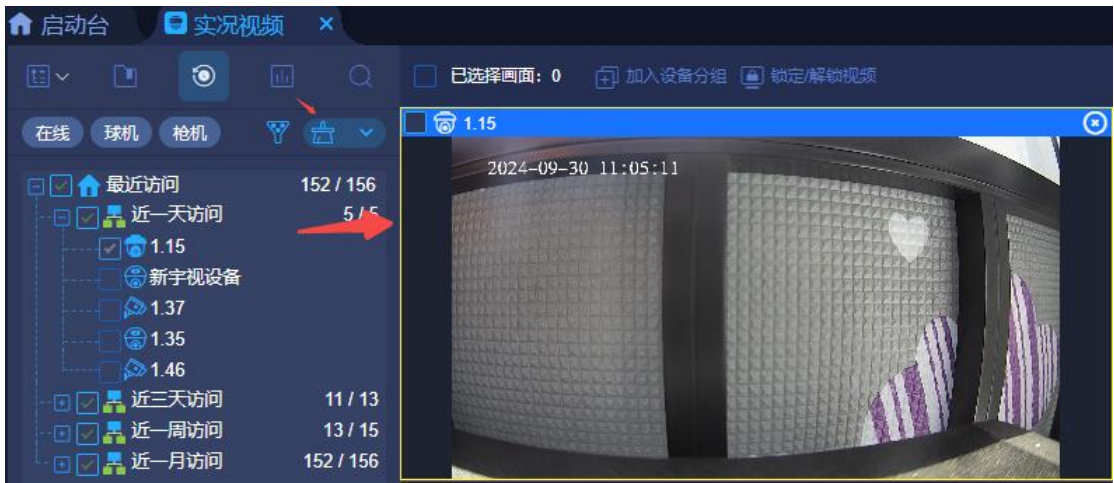 启动台 实况视频 ×
已选择画面：0 加入设备分组 锁定/解锁视频
在线 球机 枪机
1.15
2024-09-30 11:05:11
最近访问 152 / 156
近一天访问 5 / 5
1.15
新宇视设备
1.37
1.35
1.46
近三天访问 11 / 13
近一周访问 13 / 15
近一月访问 152 / 156